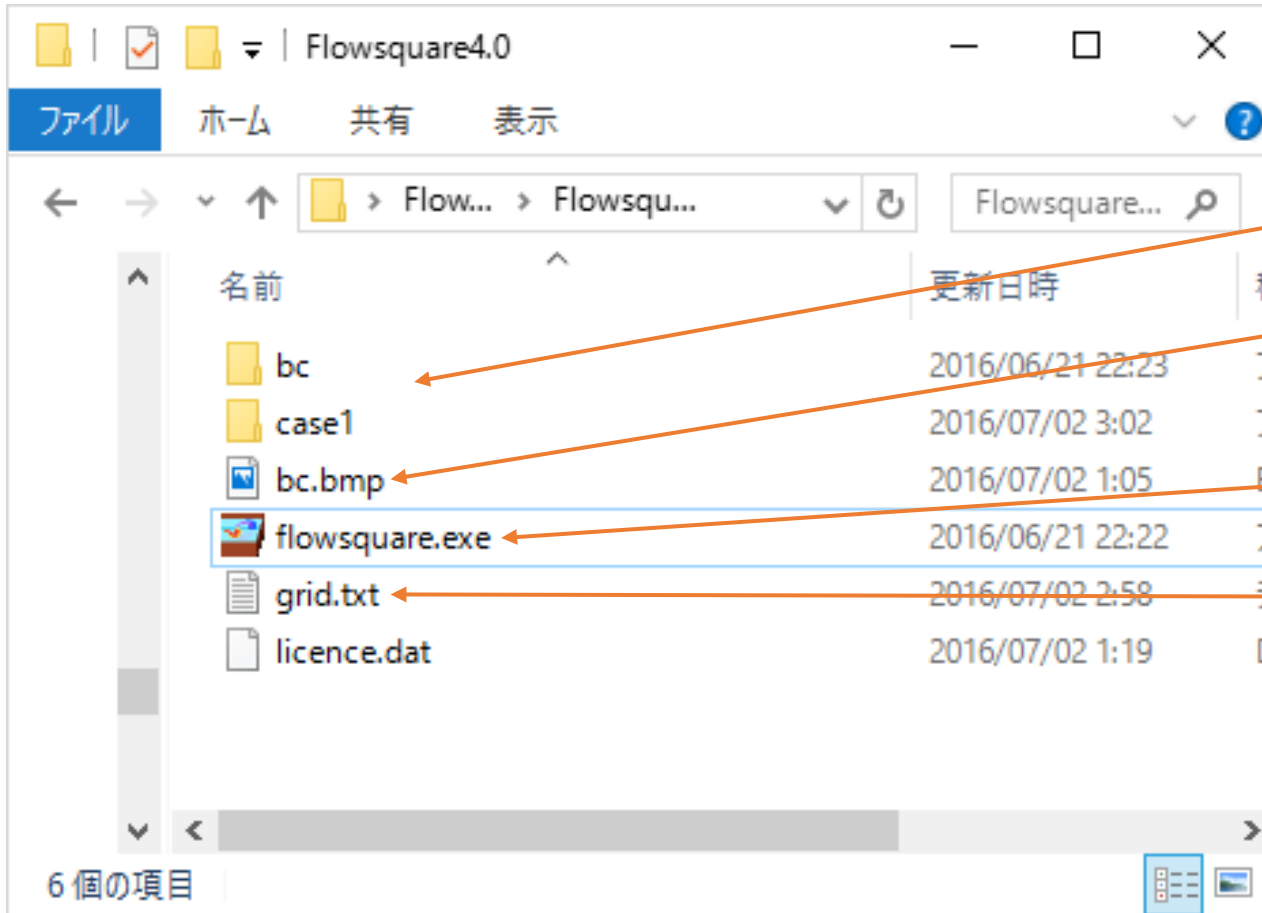 Flowsquare4.0
ファイル ホーム 共有 表示
Flow... Flowsqu... Flowsquare...
名前 更新日時
bc 2016/06/21 22:23
case1 2016/07/02 3:02
bc.bmp 2016/07/02 1:05
flowsquare.exe 2016/06/21 22:22
grid.txt 2016/07/02 2:58
licence.dat 2016/07/02 1:19
6 個の項目